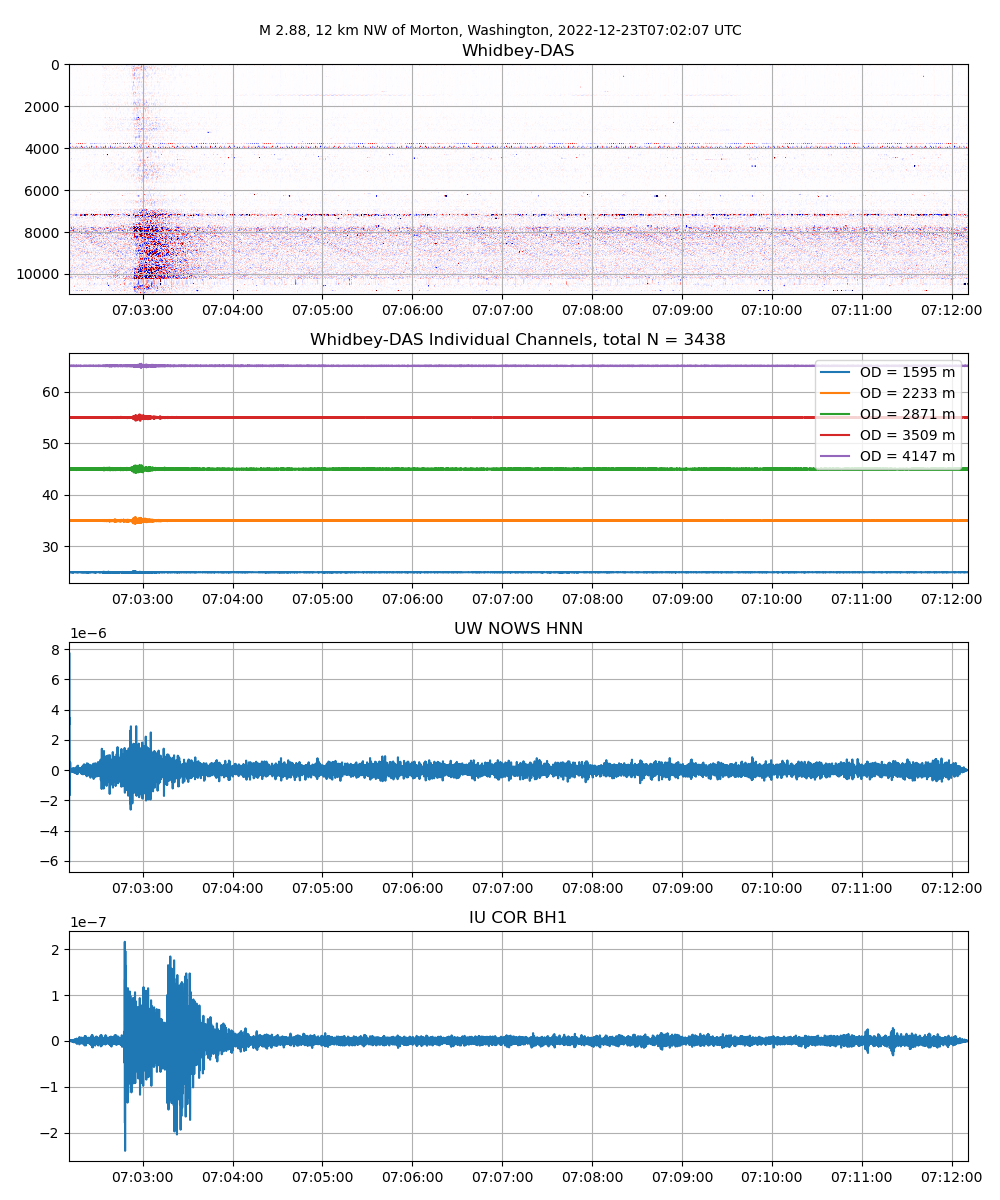 M 2.88, 12 km NW of Morton, Washington, 2022-12-23T07:02:07 UTC
Whidbey-DAS
0
2000
4000
6000
8000
10000
07:03:00 07:04:00 07:05:00 07:06:00 07:07:00 07:08:00 07:09:00 07:10:00 07:11:00 07:12:00
Whidbey-DAS Individual Channels, total N = 3438
60
50
40
30
OD = 1595 m
OD = 2233 m
OD = 2871 m
OD = 3509 m
OD = 4147 m
07:03:00 07:04:00 07:05:00 07:06:00 07:07:00 07:08:00 07:09:00 07:10:00 07:11:00 07:12:00
UW NOWS HNN
1e−6
8
6
4
2
0
−2
−4
−6
07:03:00 07:04:00 07:05:00 07:06:00 07:07:00 07:08:00 07:09:00 07:10:00 07:11:00 07:12:00
IU COR BH1
1e−7
2
1
0
−1
−2
07:03:00 07:04:00 07:05:00 07:06:00 07:07:00 07:08:00 07:09:00 07:10:00 07:11:00 07:12:00